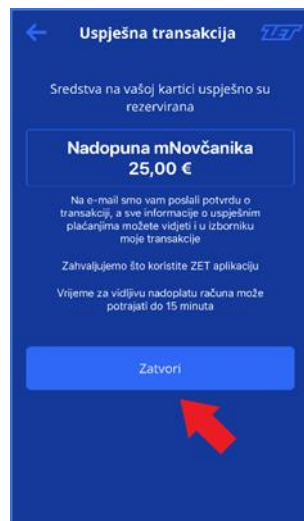 Uspješna transakcija
ZET
Sredstva na vašoj kartici uspješno su
rezervirana
Nadopuna mNovčanika
25,00 €
Na e-mail smo vam poslali potvrdu o
transakciji, a sve informacije o uspješnim
plaćanjima možete vidjeti i u izborniku
moje transakcije
Zahvaljujemo što koristite ZET aplikaciju
Vrijeme za vidljivu nadoplatu računa može
potrajati do 15 minuta
Zatvori